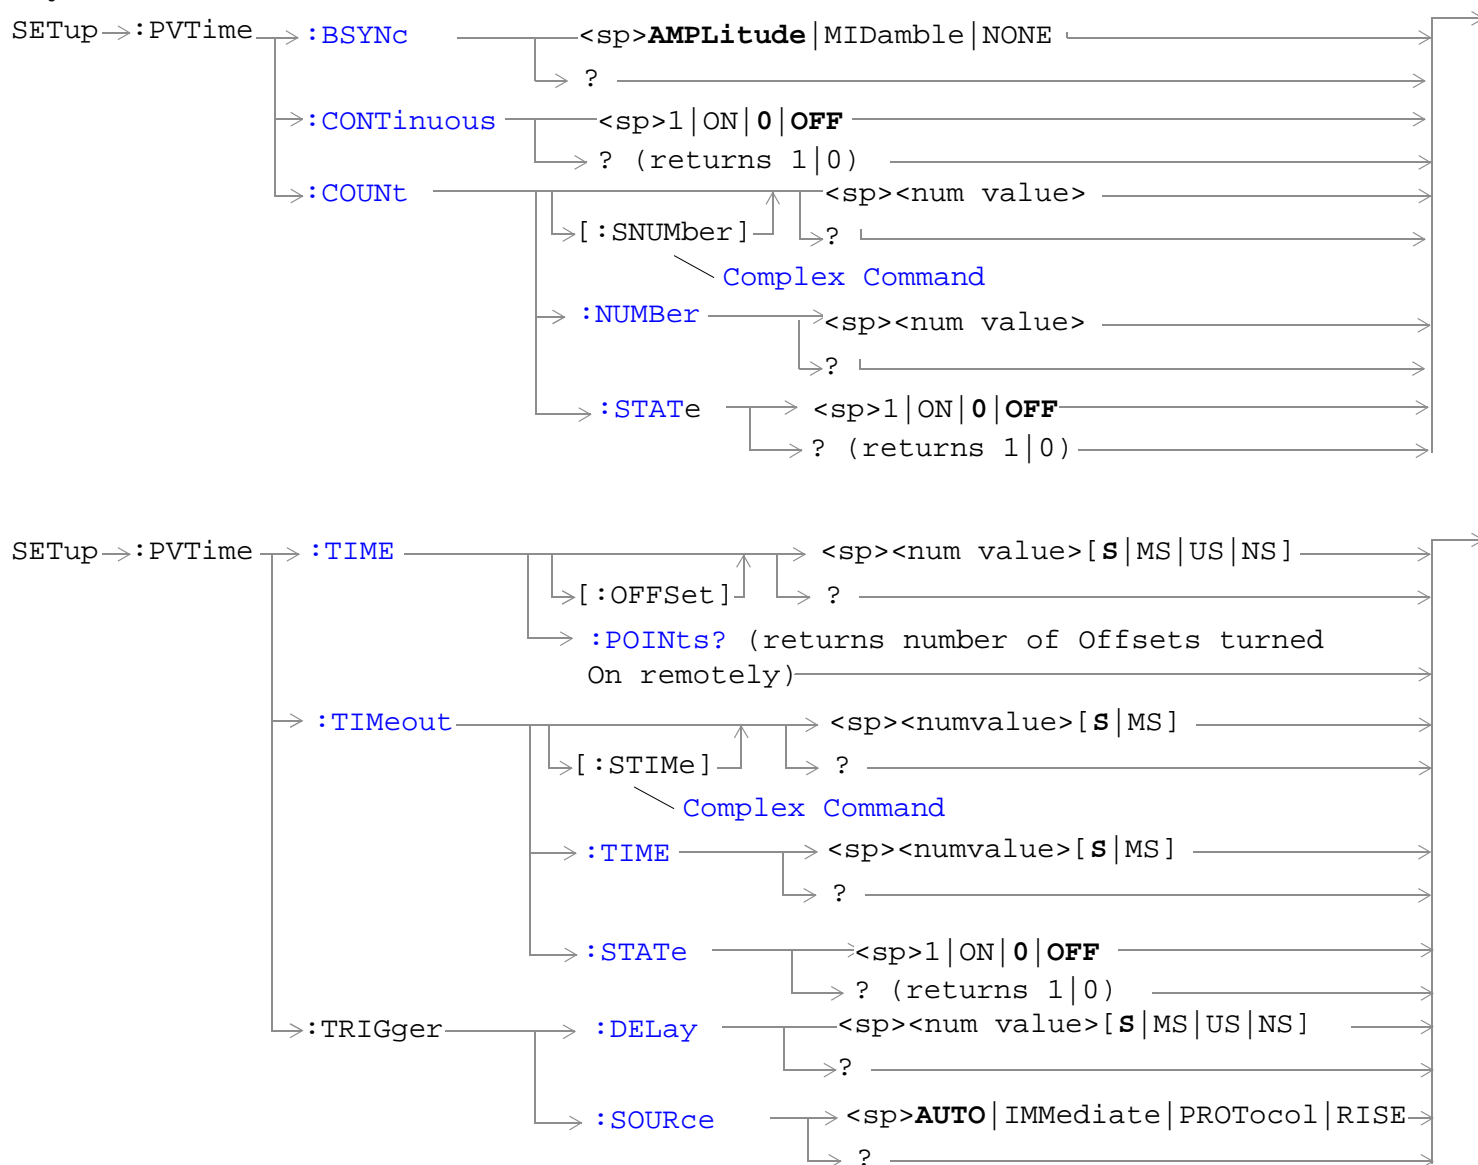 SETup :PVTime :BSYNc <sp>AMPLitude|MIDamble|NONE
?
:CONTinuous <sp>1|ON|0|OFF
? (returns 1|0)
:COUNt <sp><num value>
[:SNUMber] ?
Complex Command
:NUMBer <sp><num value>
?
:STATe <sp>1|ON|0|OFF
? (returns 1|0)
SETup :PVTime :TIME <sp><num value>[S|MS|US|NS]
[:OFFSet] ?
:POINts? (returns number of Offsets turned
On remotely)
:TIMeout <sp><numvalue>[S|MS]
[:STIMe] ?
Complex Command
:TIME <sp><numvalue>[S|MS]
?
:STATe <sp>1|ON|0|OFF
? (returns 1|0)
:TRIGger :DELay <sp><num value>[S|MS|US|NS]
?
:SOURce <sp>AUTO|IMMediate|PROTocol|RISE
?